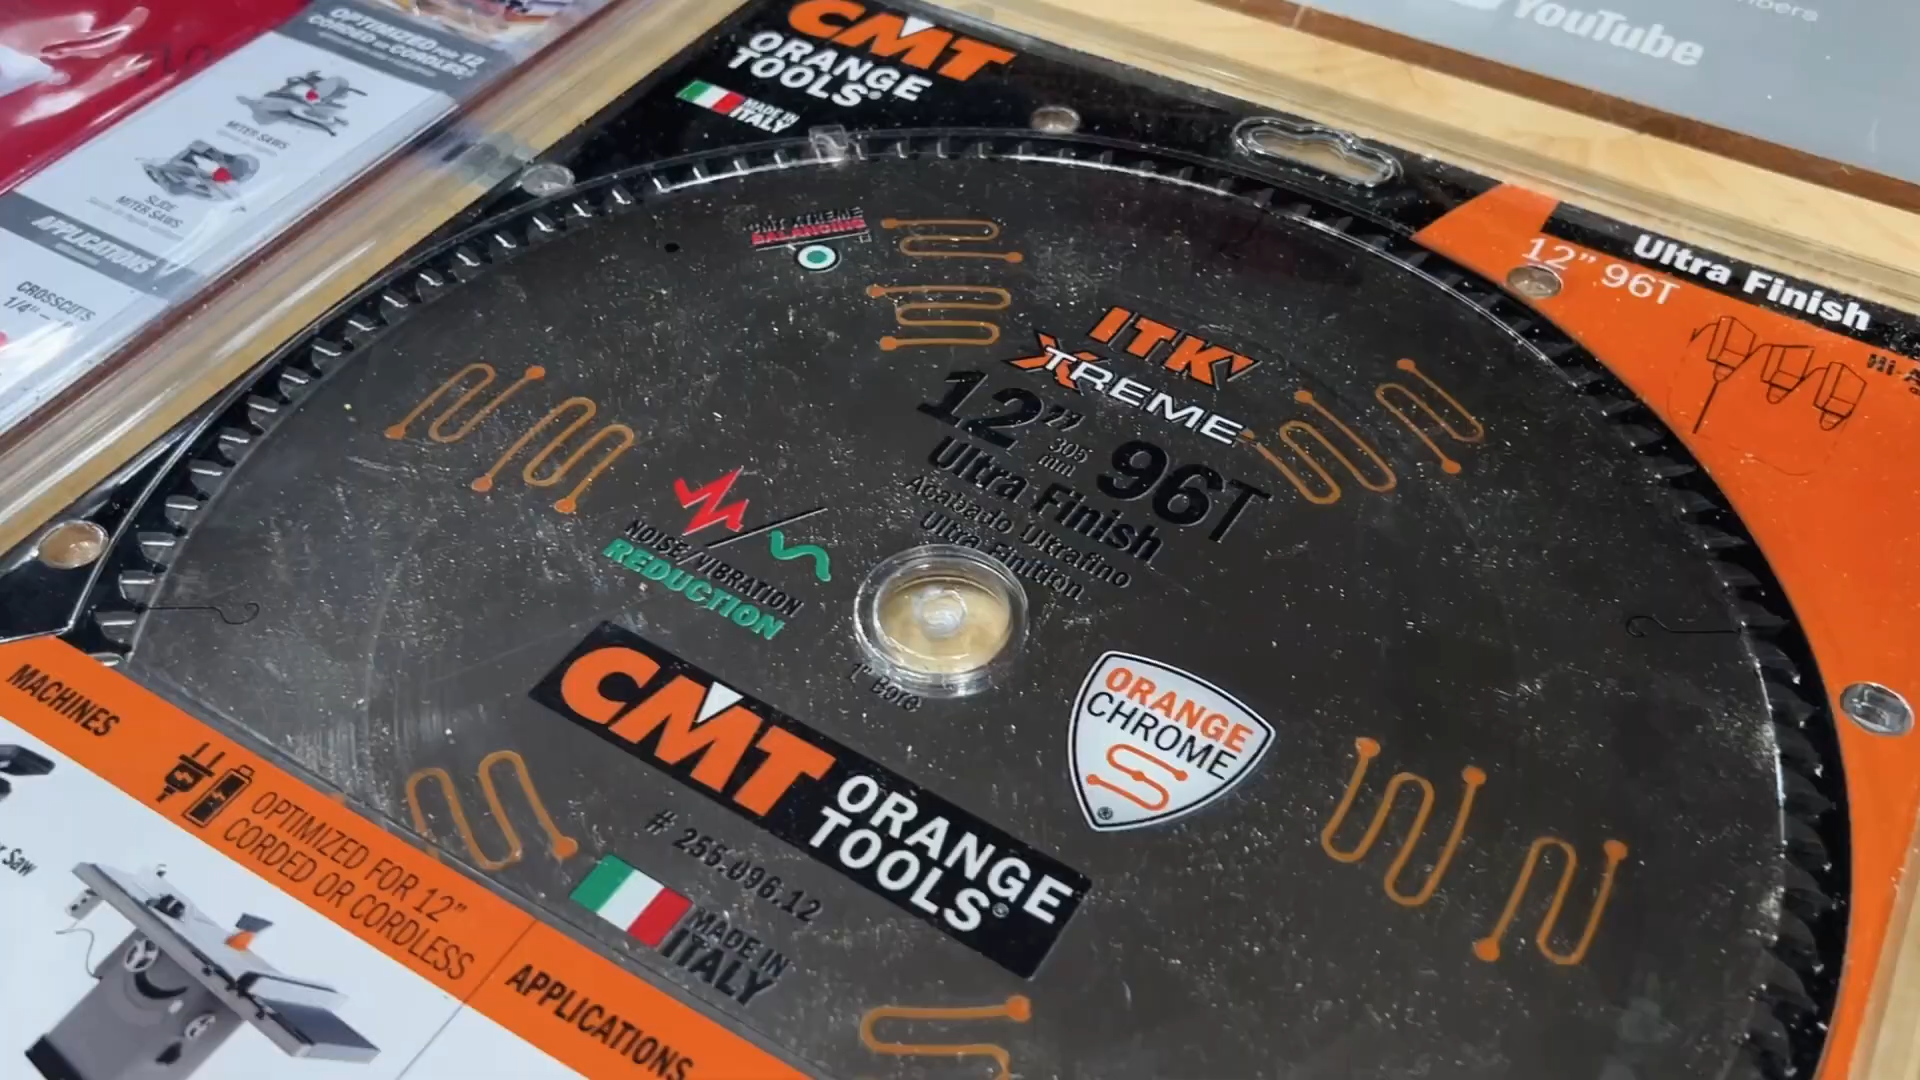 YouTube
OPTIMIZED FOR 12
CORDED OR CORDLESS
MITER SAWS
SLIDE
MITER SAWS
APPLICATIONS
CROSSCUTS
CMT
ORANGE
TOOLS®
MADE IN
ITALY
Ultra Finish
12” 96T
CMT XTREME
BALANCING
ITK
XTREME
12” 305 mm 96T
Ultra Finish
Acabado Ultrafino
Ultra Finition
NOISE/VIBRATION
REDUCTION
1" Bore
CMT ORANGE
TOOLS®
ORANGE
CHROME
®
# 255.096.12
MADE IN
ITALY
MACHINES
OPTIMIZED FOR 12”
CORDED OR CORDLESS
Saw
APPLICATIONS